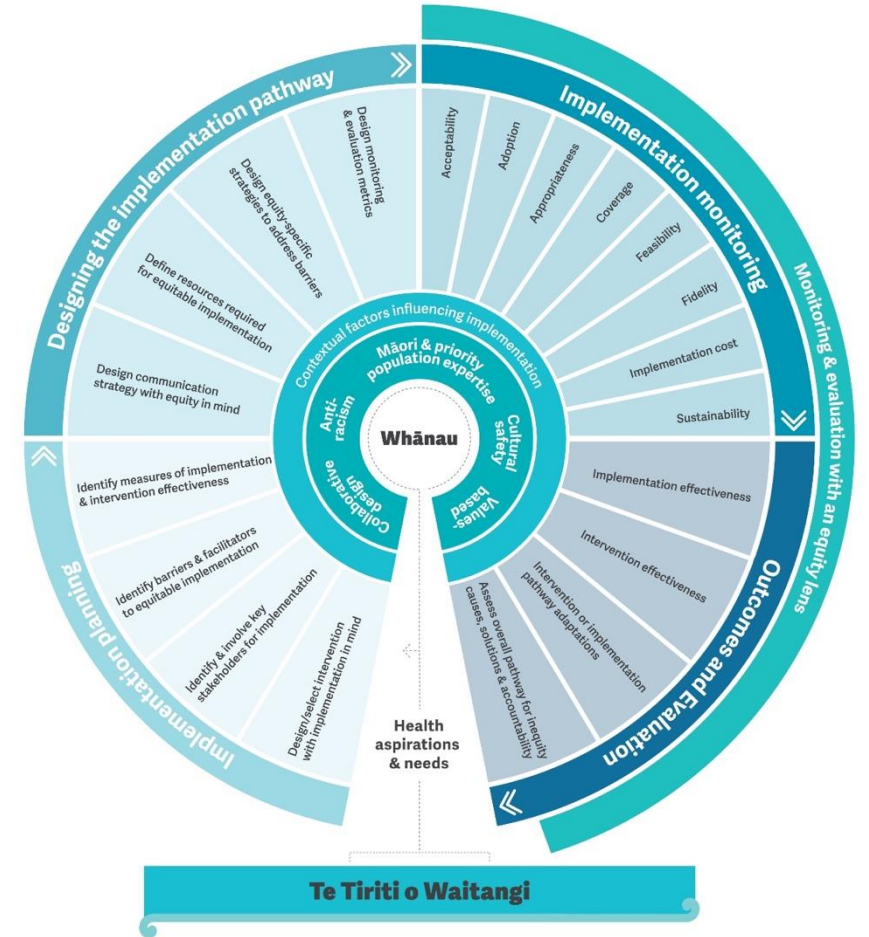 Designing the implementation pathway
Design communication
strategy with equity in mind
Define resources required
for equitable implementation
Design equity-specific
strategies to address barriers
Design monitoring
& evaluation metrics
Implementation monitoring
Acceptability
Adoption
Appropriateness
Coverage
Feasibility
Fidelity
Implementation cost
Sustainability
Monitoring & evaluation with an equity lens
Outcomes and Evaluation
Implementation effectiveness
Intervention effectiveness
Intervention or implementation
pathway adaptations
Assess overall pathway for inequity
causes, solutions & accountability
Implementation planning
Identify measures of implementation
& intervention effectiveness
Identify barriers & facilitators
to equitable implementation
Identify & involve key
stakeholders for implementation
Design/select intervention
with implementation in mind
Contextual factors influencing implementation
Māori & priority
population expertise
Anti-
racism
Cultural
safety
Collaborative
design
Values-
based
Whānau
Health
aspirations
& needs
Te Tiriti o Waitangi